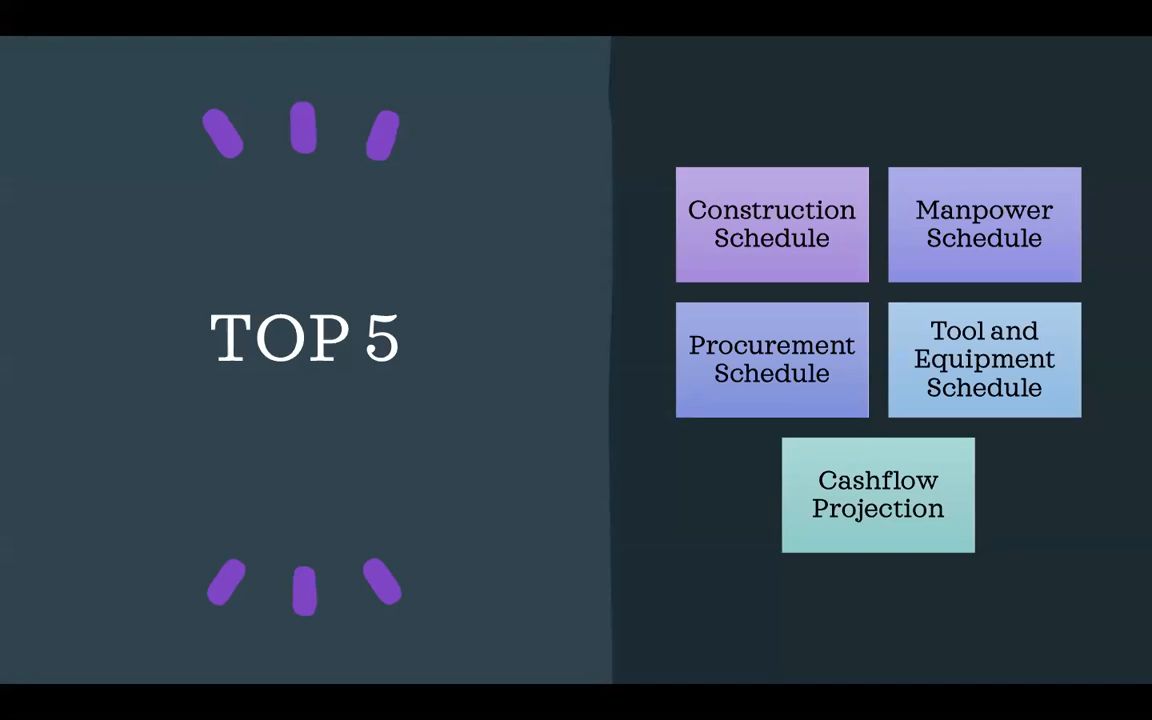 TOP 5
Construction
Schedule
Manpower
Schedule
Procurement
Schedule
Tool and
Equipment
Schedule
Cashflow
Projection